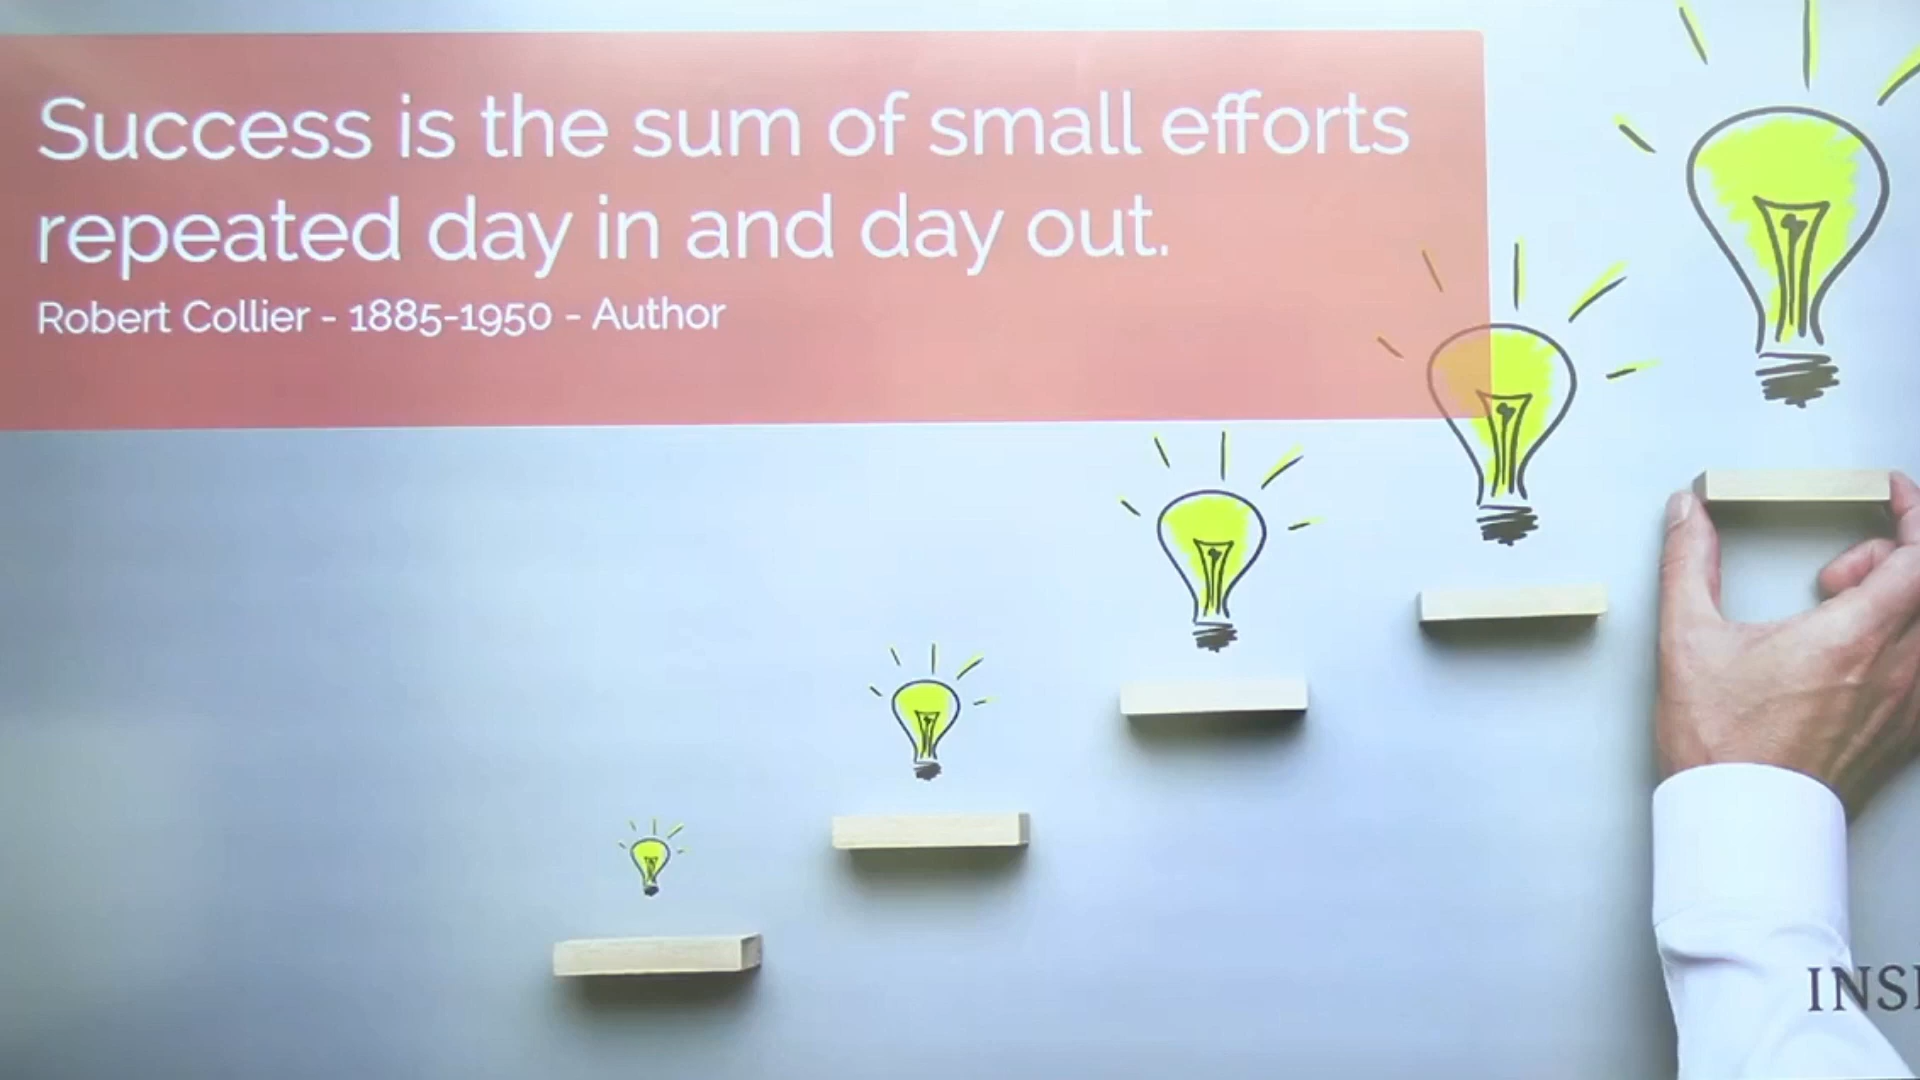 Success is the sum of small efforts
repeated day in and day out.
Robert Collier - 1885-1950 - Author